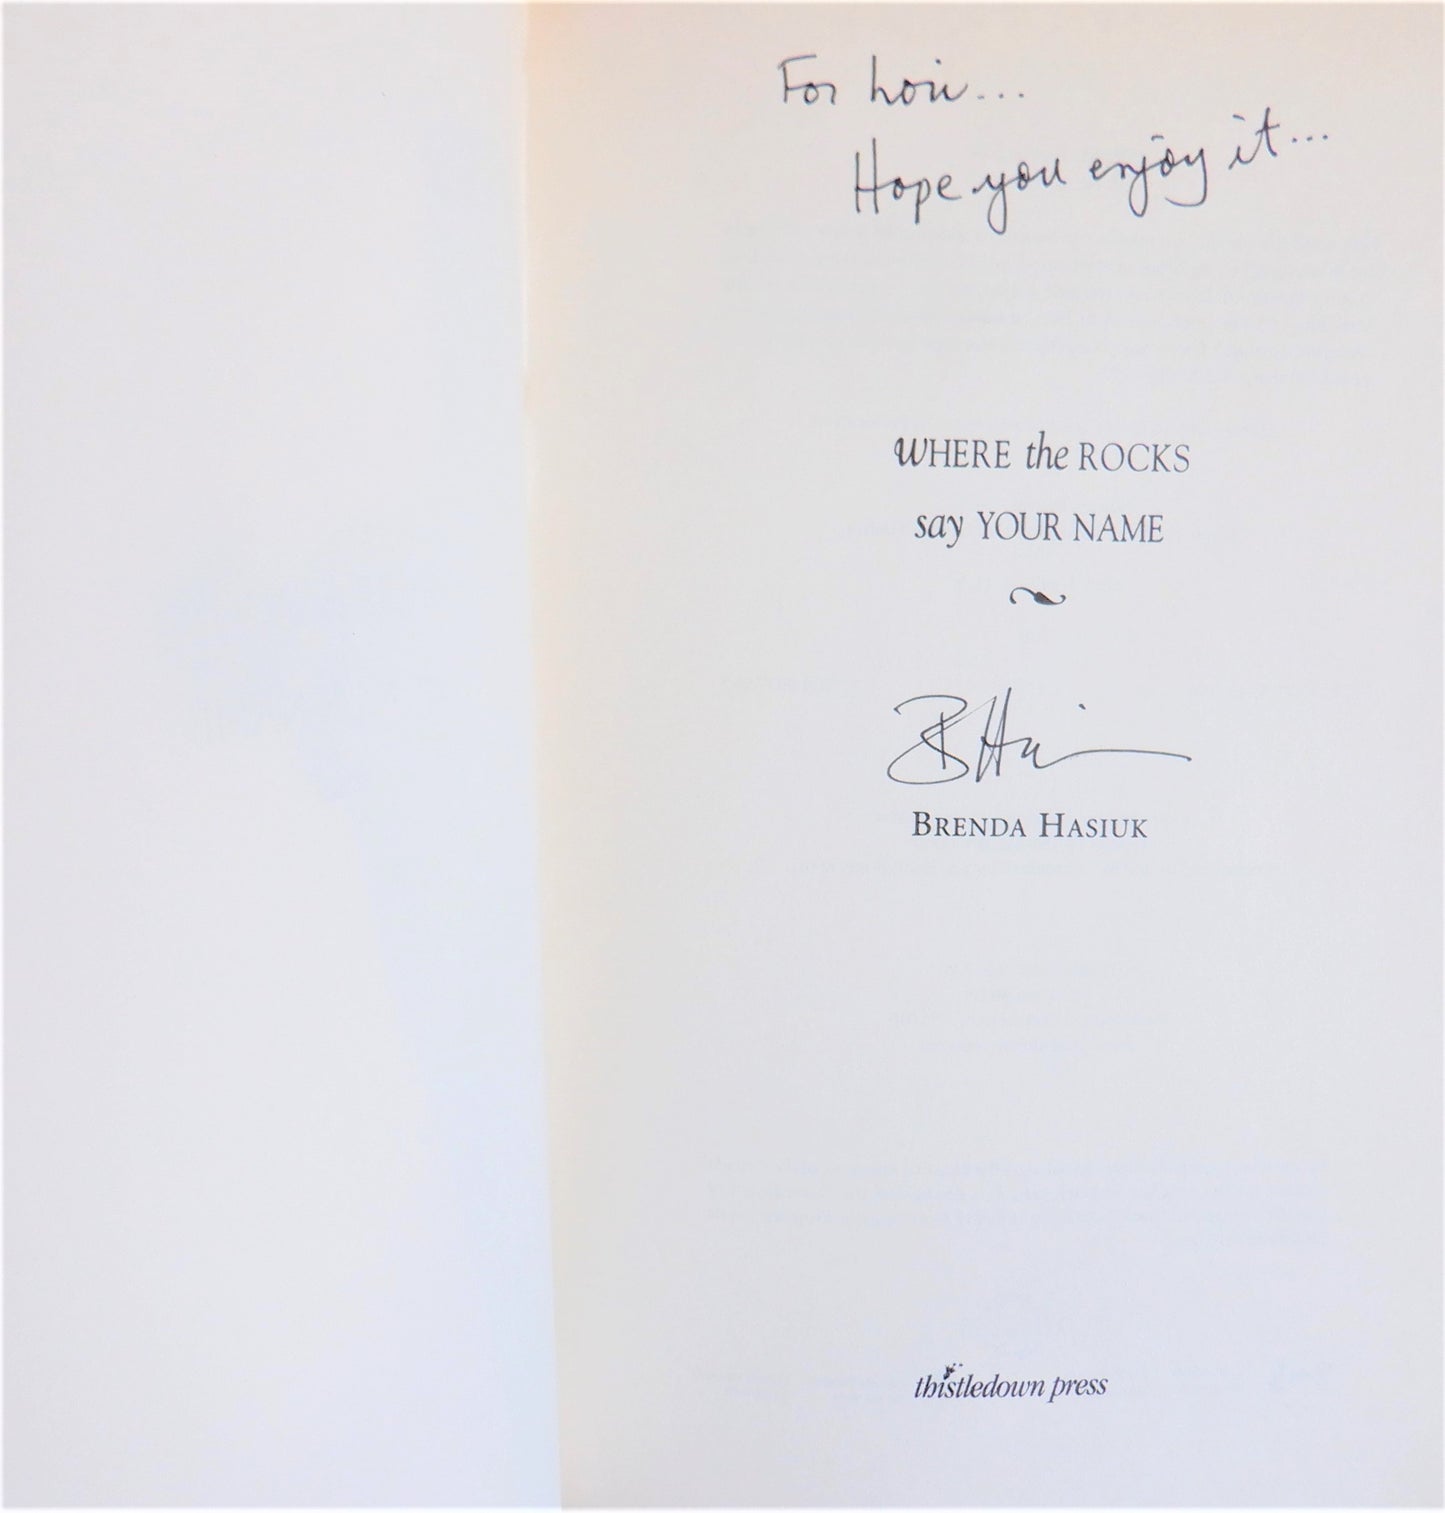 For Lori...
Hope you enjoy it...
WHERE the ROCKS
say YOUR NAME
BRENDA HASIUK
thistledown press